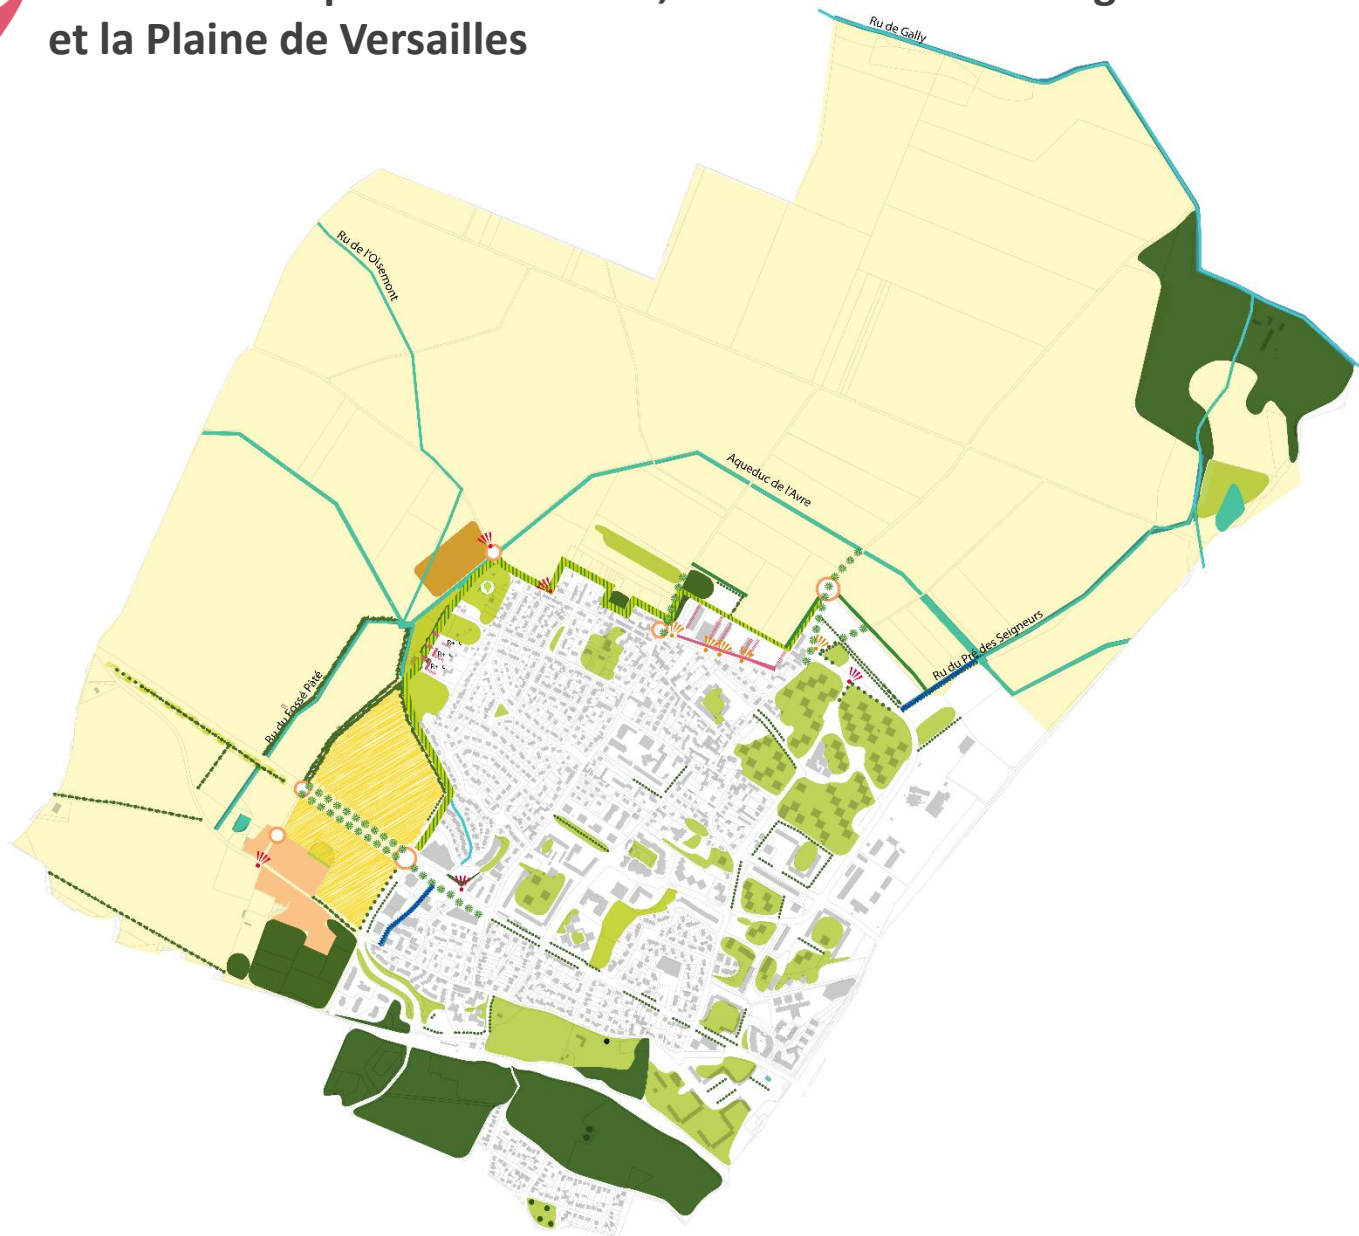 et la Plaine de Versailles
Ru de Gally
Ru de l'Oisemont
Aqueduc de l'Avre
Ru du Pré des Seigneurs
Ru du Fossé Pâté